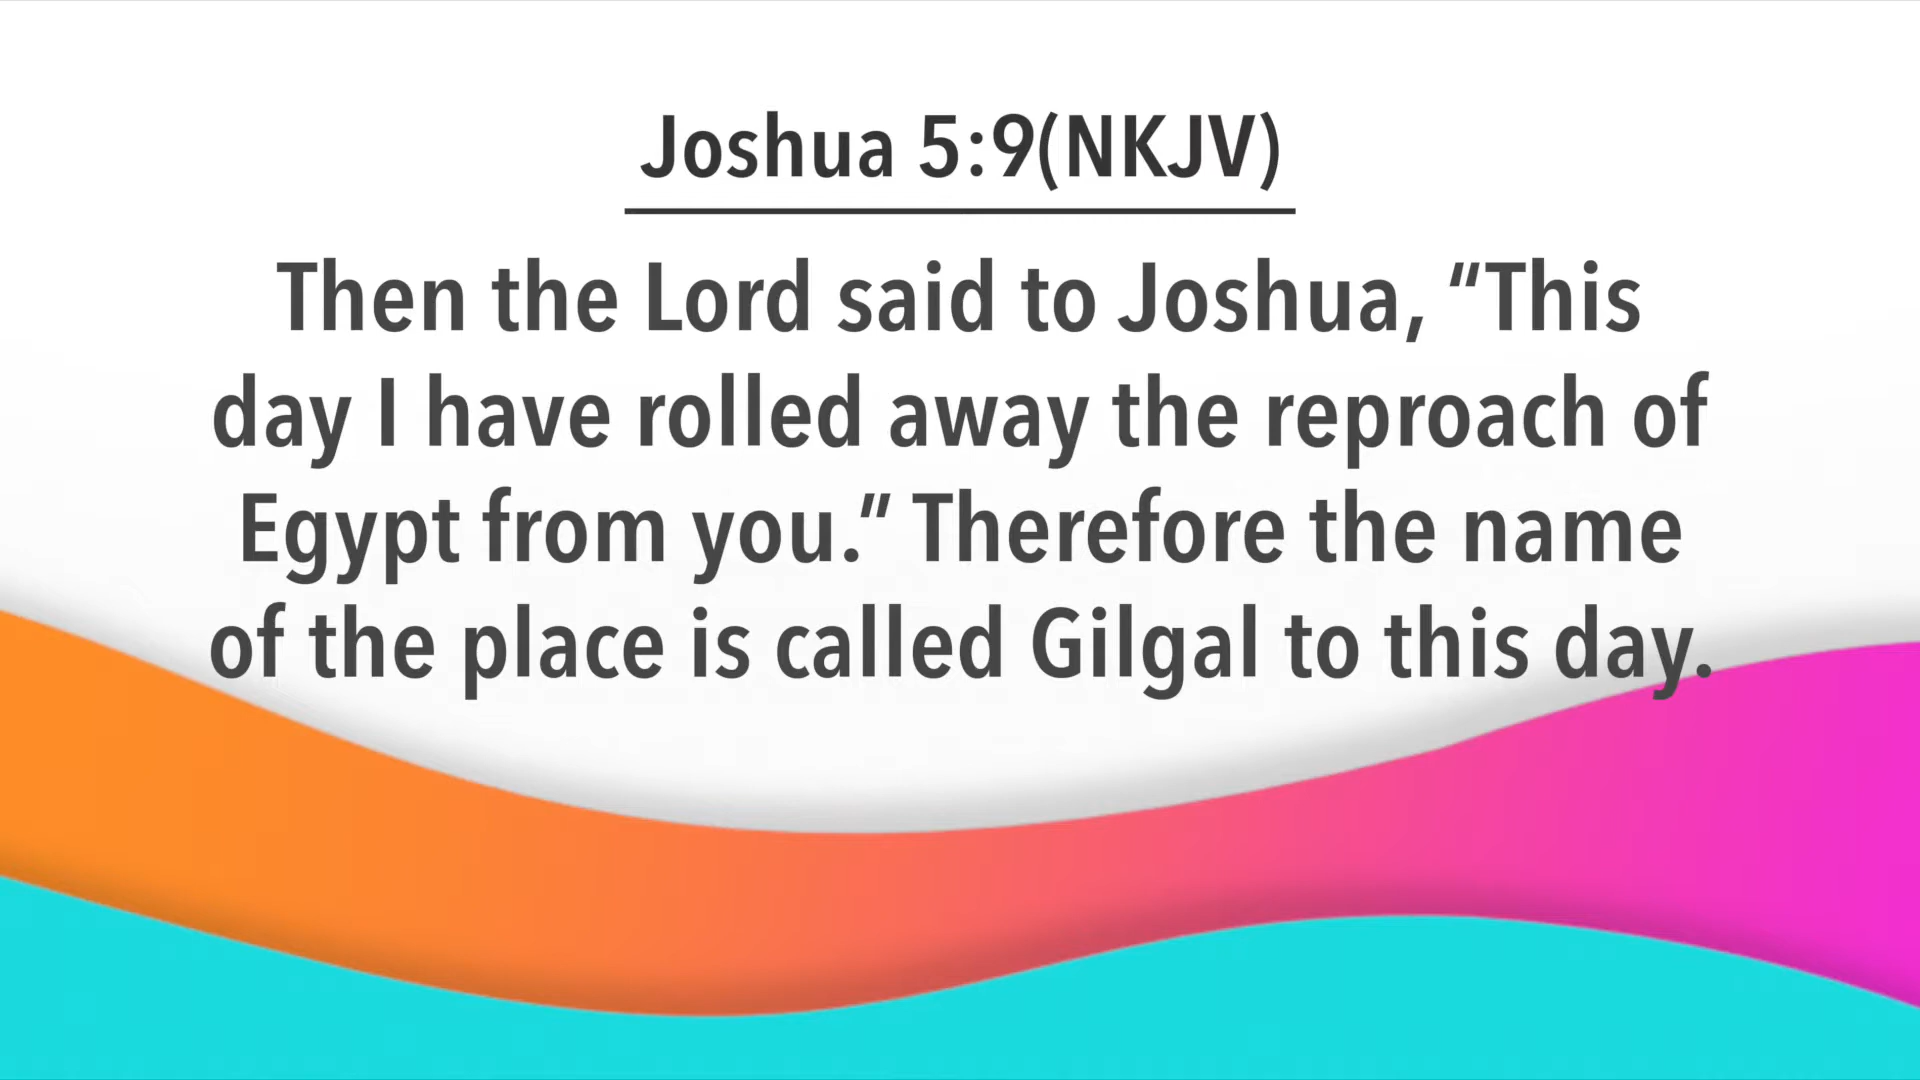 Joshua 5:9(NKJV)
Then the Lord said to Joshua, “This
day I have rolled away the reproach of
Egypt from you.” Therefore the name
of the place is called Gilgal to this day.